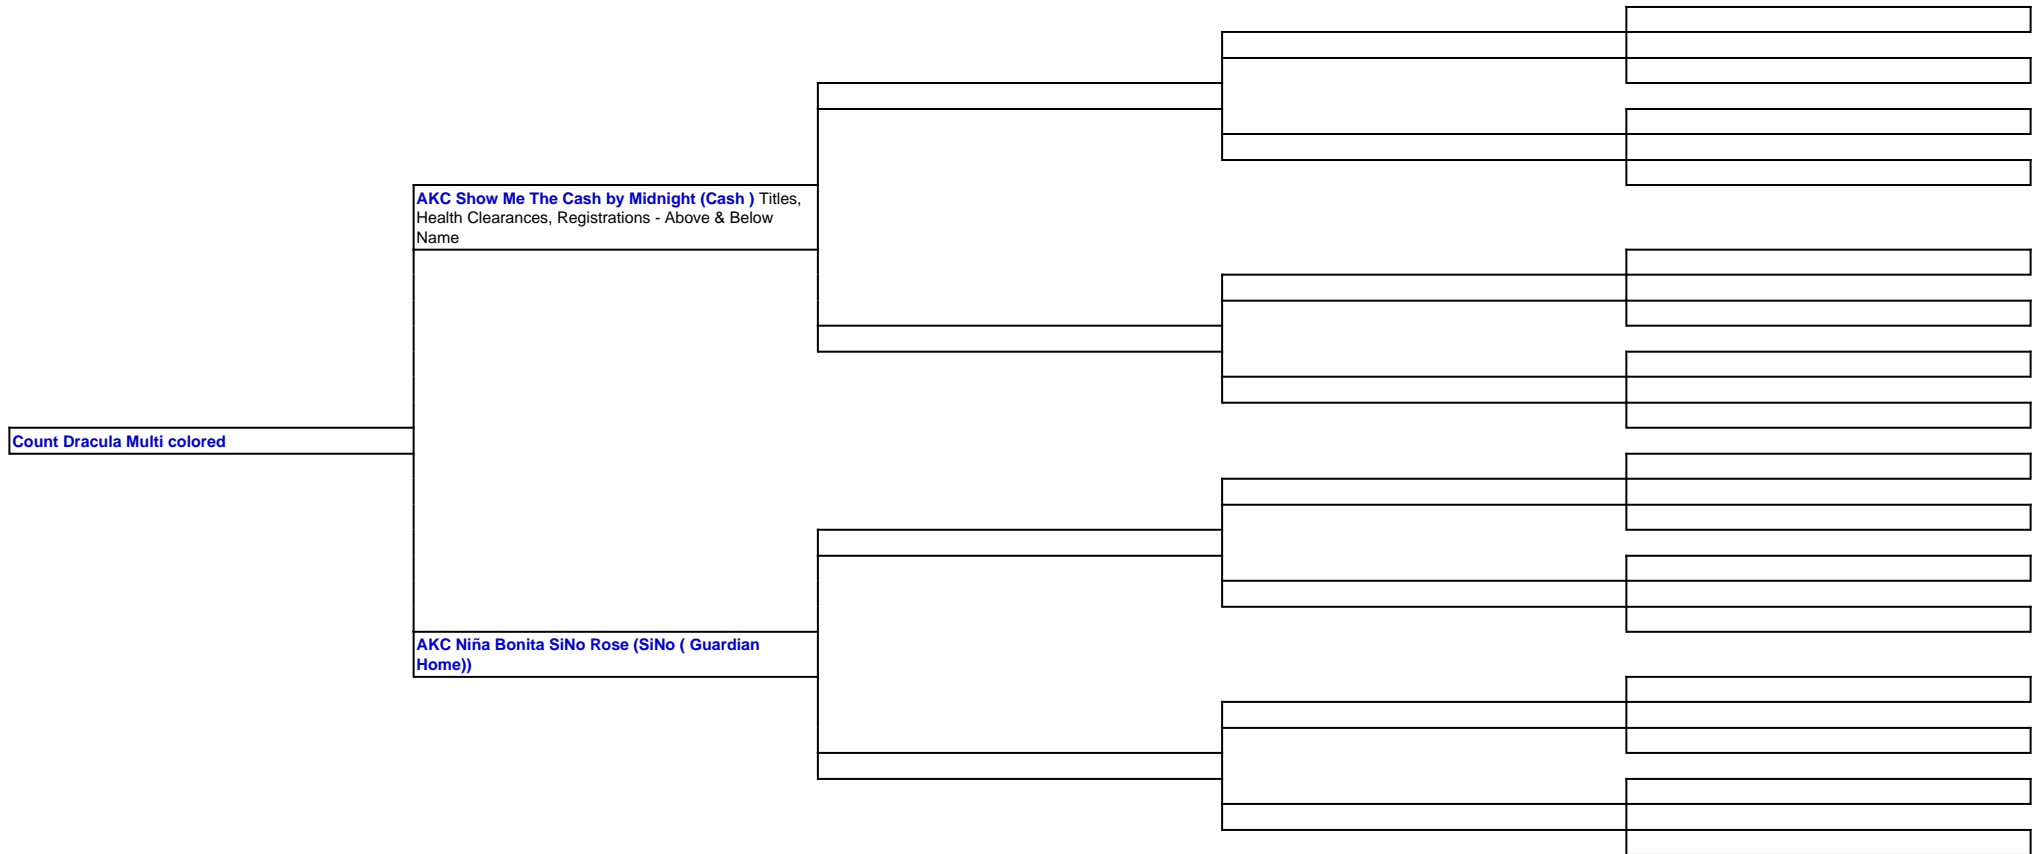 AKC Show Me The Cash by Midnight (Cash ) Titles,
Health Clearances, Registrations - Above & Below
Name
Count Dracula Multi colored
AKC Niña Bonita SiNo Rose (SiNo ( Guardian
Home))